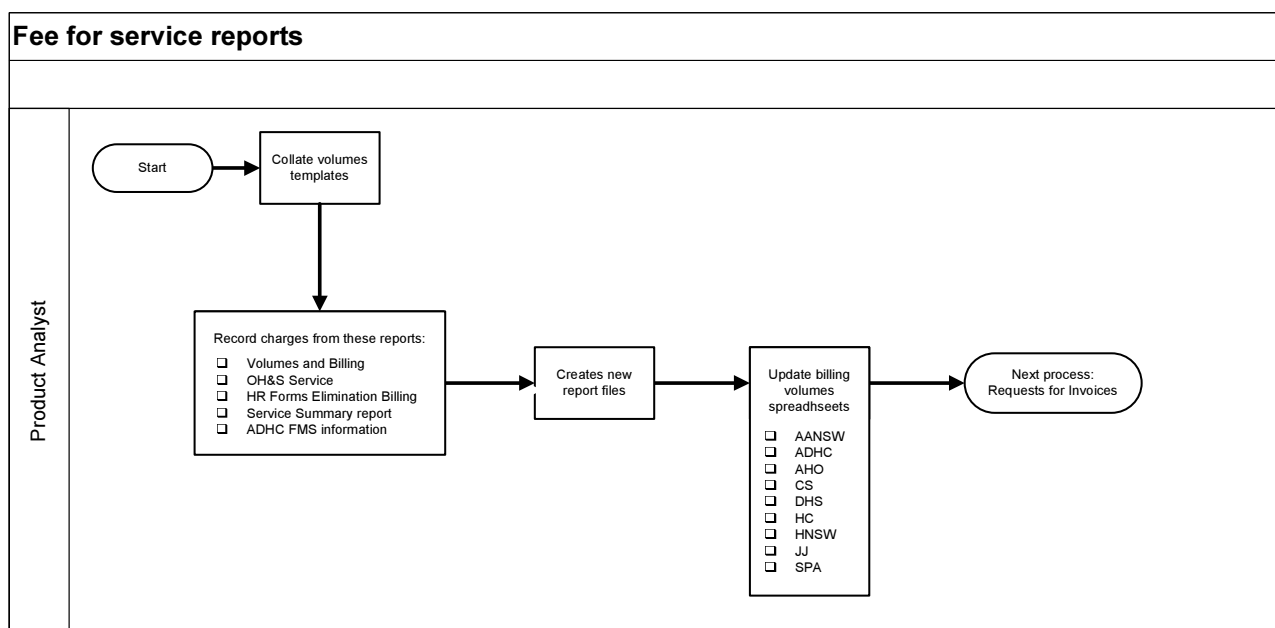 Fee for service reports
Product Analyst
Start
Collate volumes
templates
Record charges from these reports:
Volumes and Billing
OH&S Service
HR Forms Elimination Billing
Service Summary report
ADHC FMS information
Creates new
report files
Update billing
volumes
spreadhseets
AANSW
ADHC
AHO
CS
DHS
HC
HNSW
JJ
SPA
Next process:
Requests for Invoices